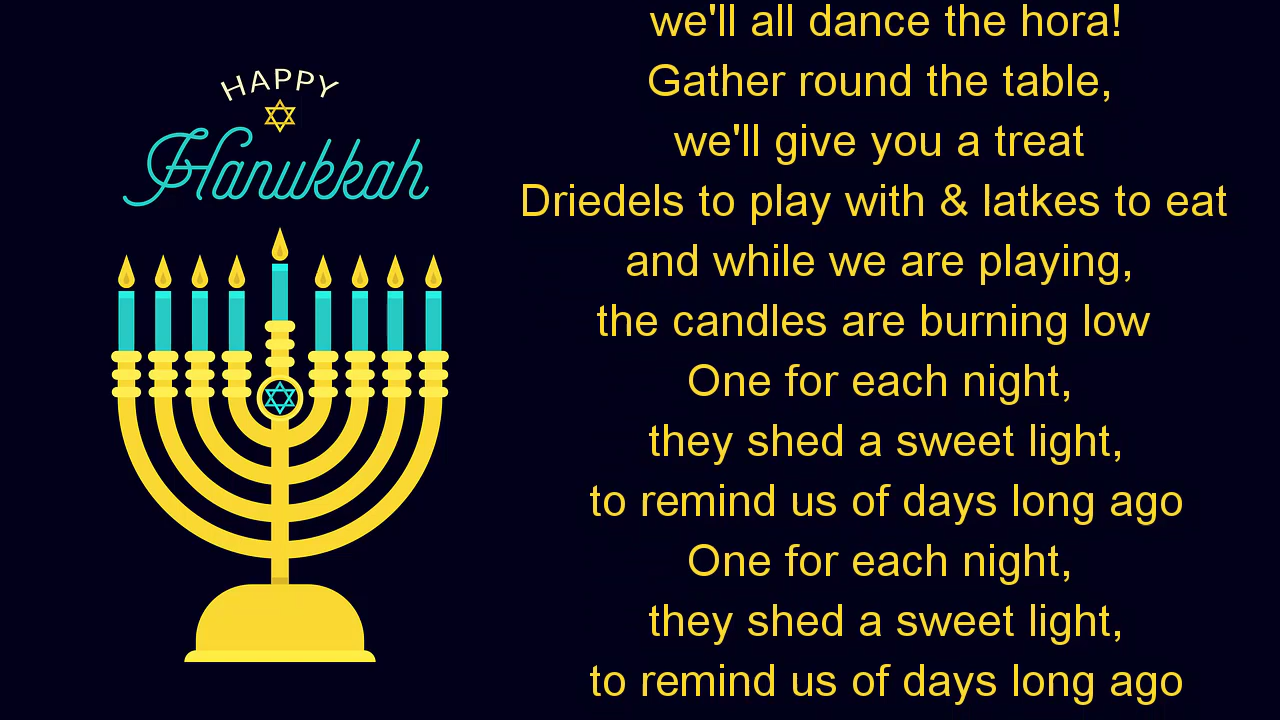 HAPPY
Hanukkah
we'll all dance the hora!
Gather round the table,
we'll give you a treat
Driedels to play with & latkes to eat
and while we are playing,
the candles are burning low
One for each night,
they shed a sweet light,
to remind us of days long ago
One for each night,
they shed a sweet light,
to remind us of days long ago